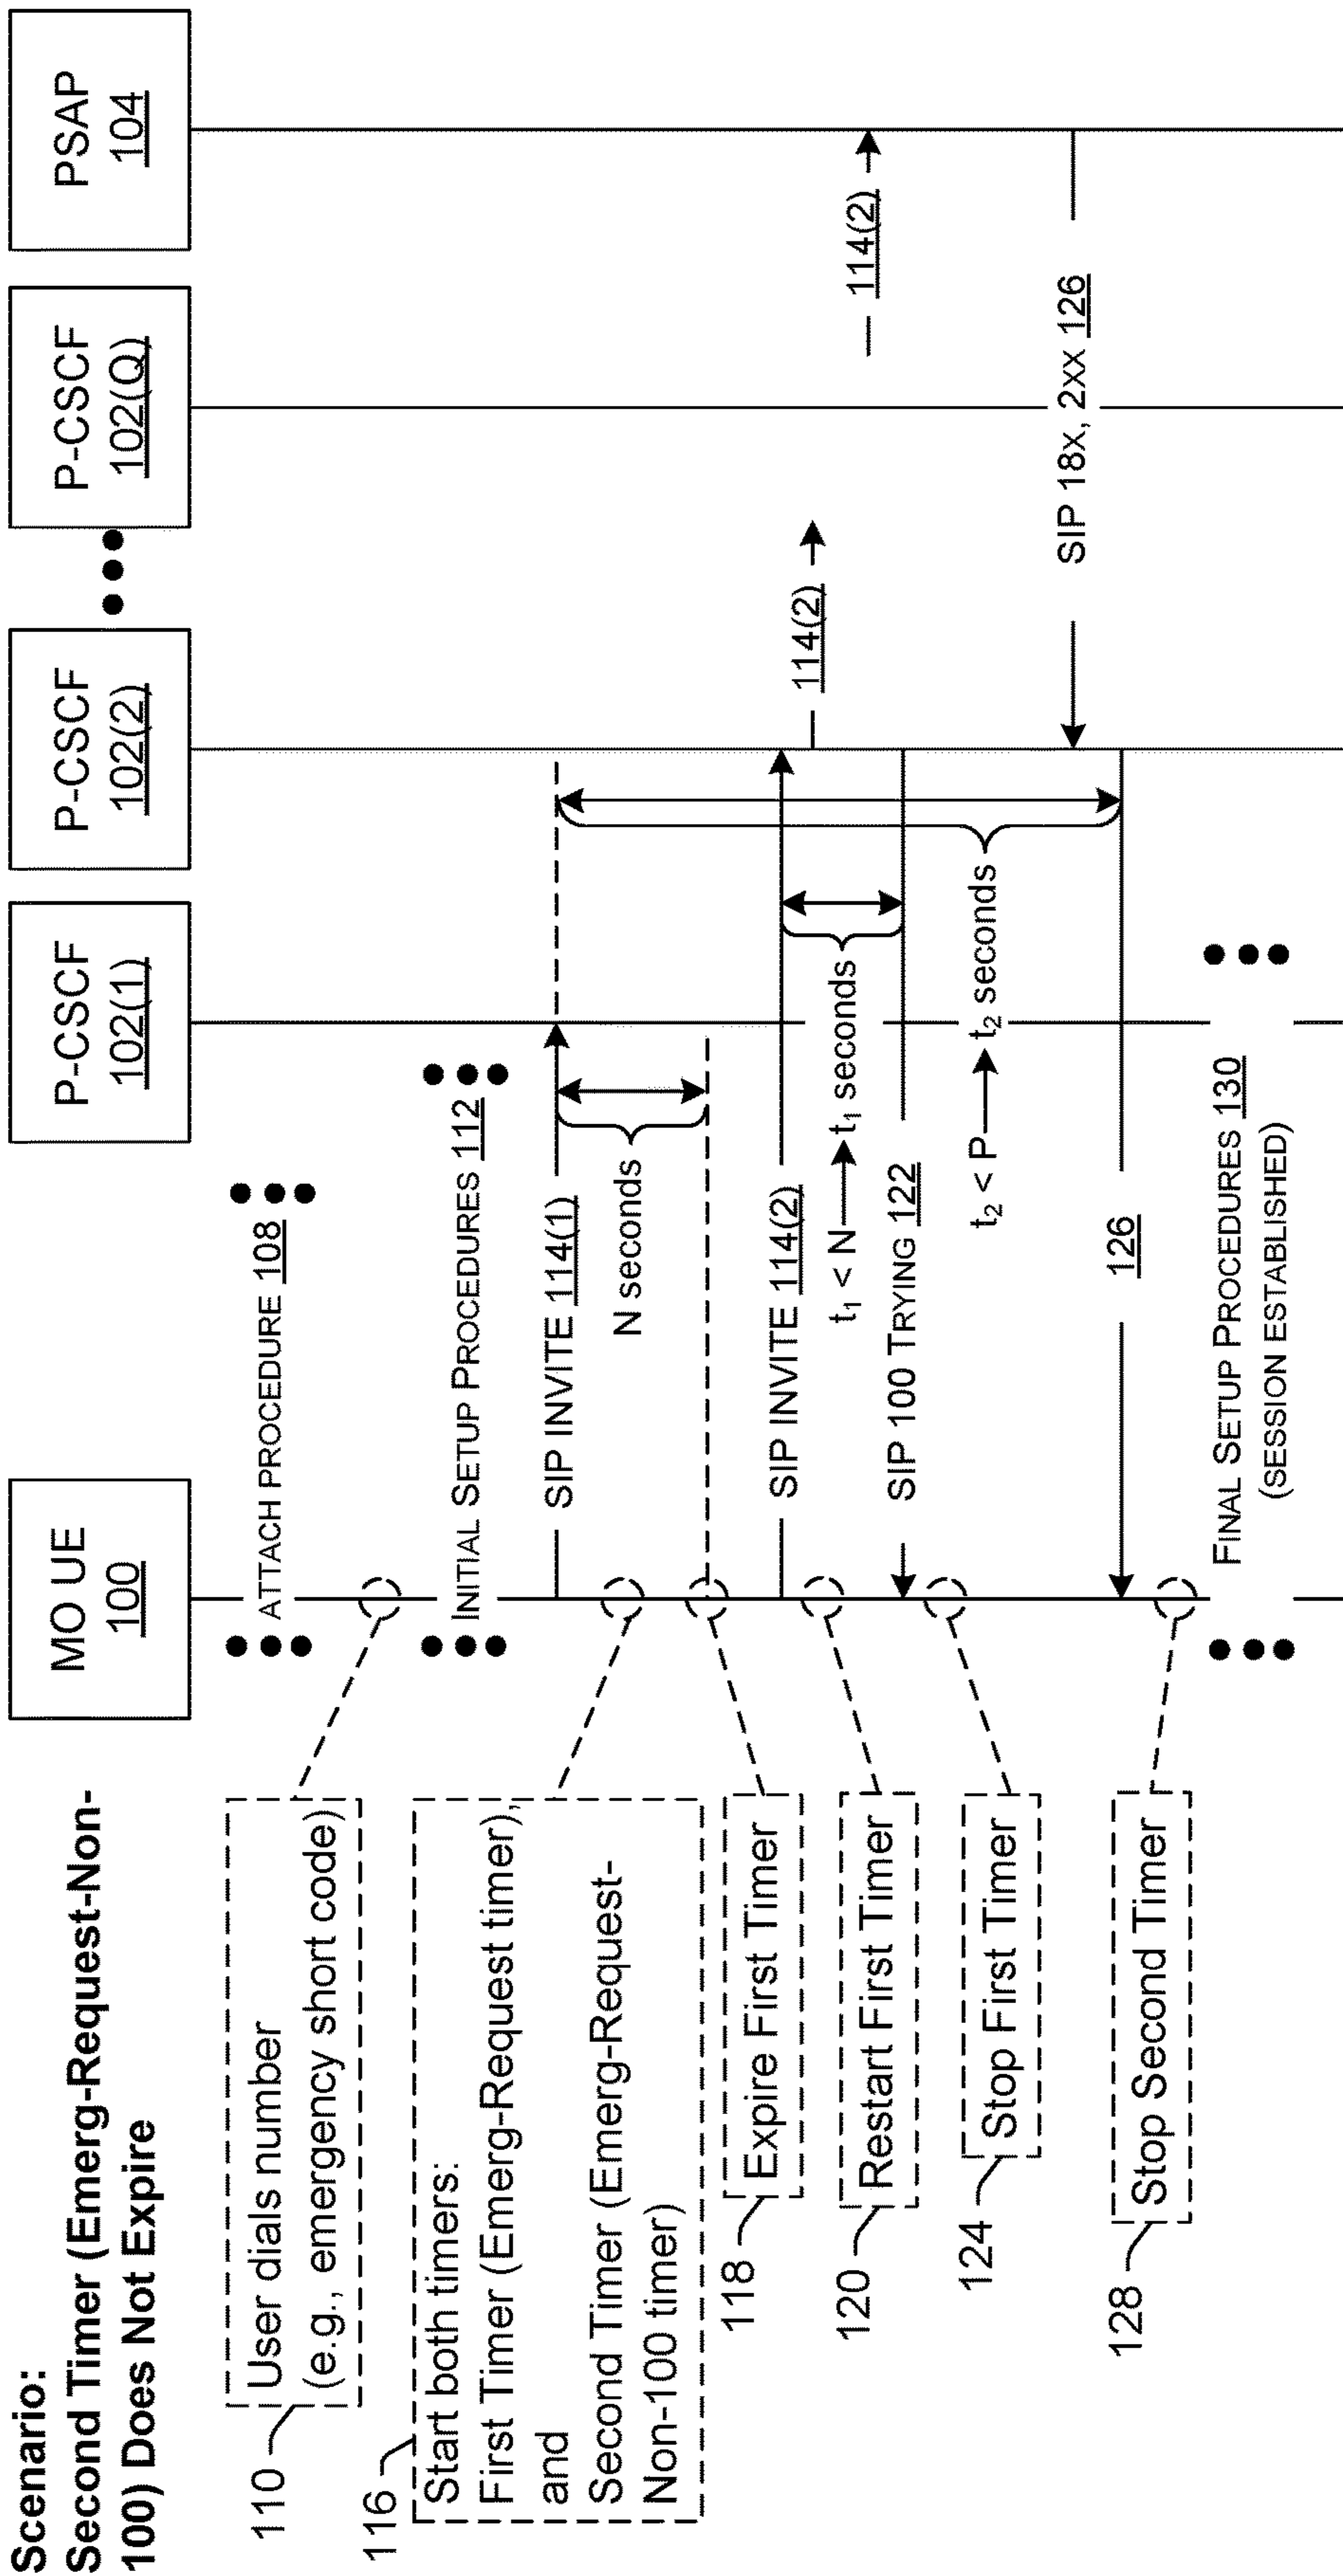 Scenario:
Second Timer (Emerg-Request-Non-
100) Does Not Expire
MO UE
100
P-CSCF
102(1)
P-CSCF
102(2)
P-CSCF
102(Q)
PSAP
104
ATTACH PROCEDURE 108
110
User dials number
(e.g., emergency short code)
INITIAL SETUP PROCEDURES 112
116
Start both timers:
First Timer (Emerg-Request timer),
and
Second Timer (Emerg-Request-
Non-100 timer)
SIP INVITE 114(1)
N seconds
118
Expire First Timer
SIP INVITE 114(2)
114(2)
114(2)
120
Restart First Timer
t1 < N
t1 seconds
SIP 100 TRYING 122
124
Stop First Timer
t2 < P
t2 seconds
SIP 18X, 2XX 126
126
128
Stop Second Timer
FINAL SETUP PROCEDURES 130
(SESSION ESTABLISHED)